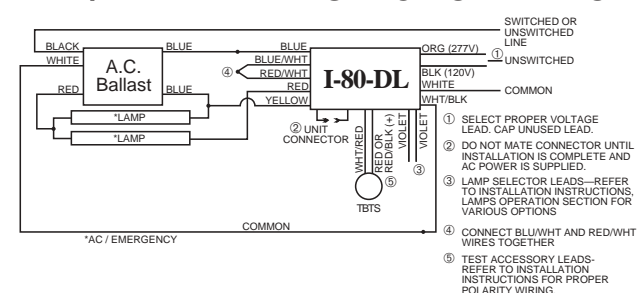 SWITCHED OR
UNSWITCHED
LINE
BLACK
BLUE
BLUE
ORG (277V)
①
WHITE
A.C.
Ballast
BLUE/WHT
④
RED/WHT
I-80-DL
UNSWITCHED
BLK (120V)
RED
BLUE
RED
WHITE
COMMON
YELLOW
WHT/BLK
*LAMP
*LAMP
② UNIT
CONNECTOR
WHT/RED
RED OR
RED/BLK (+)
VIOLET
VIOLET
③
⑤
TBTS
COMMON
*AC / EMERGENCY
① SELECT PROPER VOLTAGE
LEAD. CAP UNUSED LEAD.
② DO NOT MATE CONNECTOR UNTIL
INSTALLATION IS COMPLETE AND
AC POWER IS SUPPLIED.
③ LAMP SELECTOR LEADS—REFER
TO INSTALLATION INSTRUCTIONS,
LAMPS OPERATION SECTION FOR
VARIOUS OPTIONS
④ CONNECT BLU/WHT AND RED/WHT
WIRES TOGETHER
⑤ TEST ACCESSORY LEADS-
REFER TO INSTALLATION
INSTRUCTIONS FOR PROPER
POLARITY WIRING.